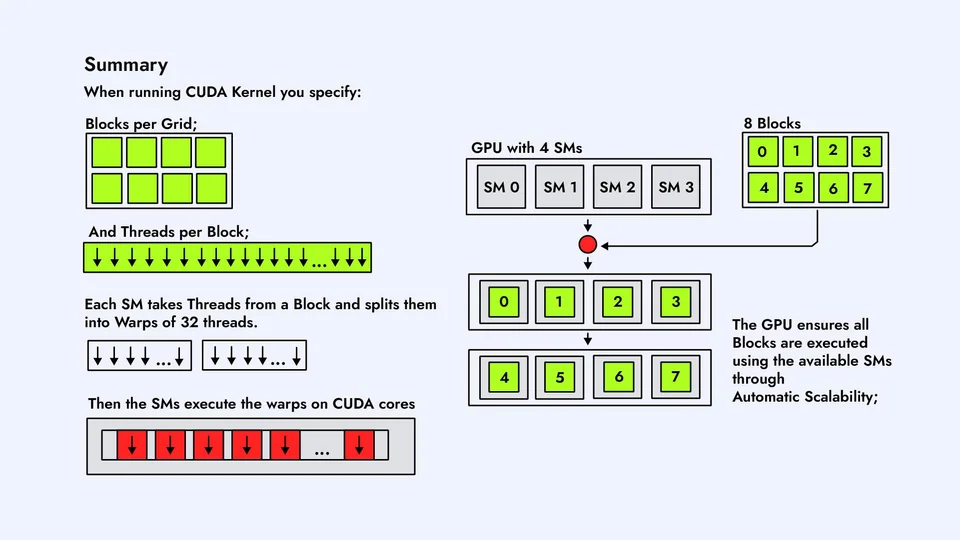 Summary
When running CUDA Kernel you specify:
Blocks per Grid;
And Threads per Block;
...
Each SM takes Threads from a Block and splits them
into Warps of 32 threads.
... ...
Then the SMs execute the warps on CUDA cores
...
GPU with 4 SMs
SM 0 SM 1 SM 2 SM 3
0 1 2 3
4 5 6 7
8 Blocks
0 1 2 3
4 5 6 7
The GPU ensures all
Blocks are executed
using the available SMs
through
Automatic Scalability;